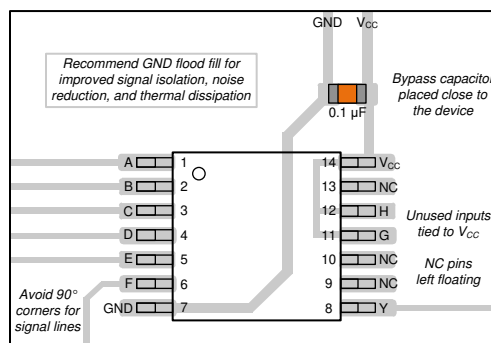 GND VCC
Recommend GND flood fill for
improved signal isolation, noise
reduction, and thermal dissipation
Bypass capacitor
placed close to
the device
0.1 µF
A 1 14 VCC
B 2 13 NC
C 3 12 H
D 4 11 G
E 5 10 NC
F 6 9 NC
GND 7 8 Y
Unused inputs
tied to VCC
NC pins
left floating
Avoid 90°
corners for
signal lines